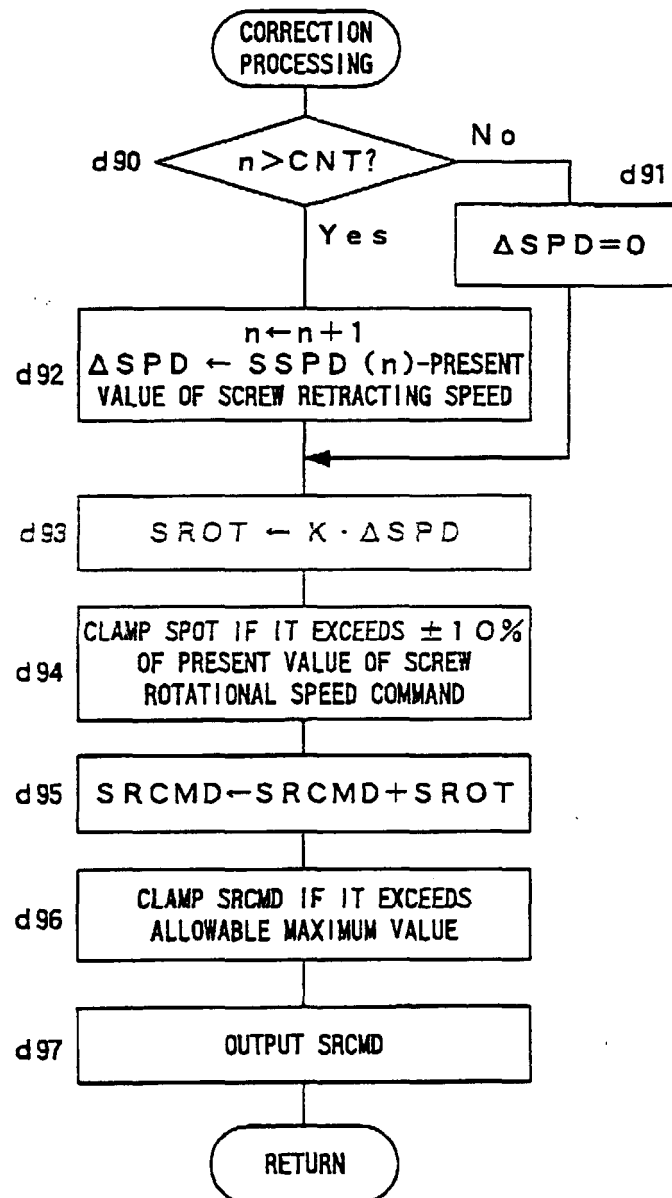 CORRECTION
PROCESSING
d90
n>CNT?
No
d91
Yes
ΔSPD=0
n←n+1
d92
ΔSPD ← SSPD (n)-PRESENT
VALUE OF SCREW RETRACTING SPEED
d93
SROT ← K · ΔSPD
CLAMP SPOT IF IT EXCEEDS ±10%
d94
OF PRESENT VALUE OF SCREW
ROTATIONAL SPEED COMMAND
d95
SRCMD←SRCMD+SROT
CLAMP SRCMD IF IT EXCEEDS
d96
ALLOWABLE MAXIMUM VALUE
d97
OUTPUT SRCMD
RETURN